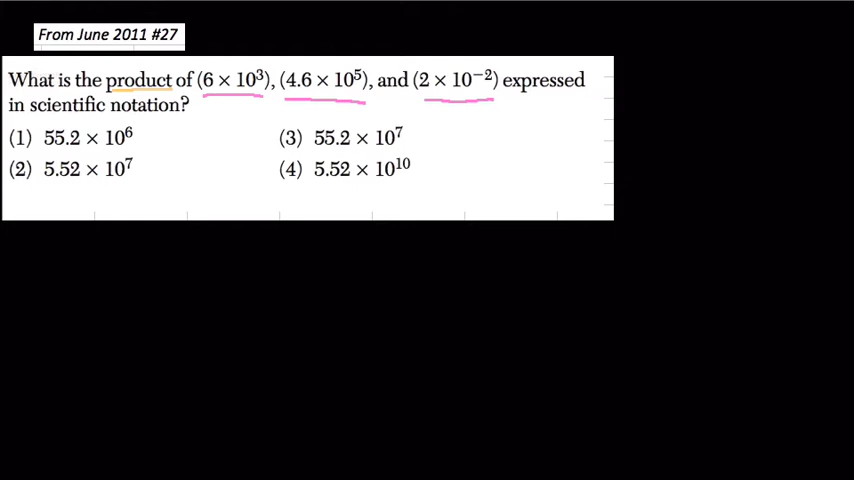 From June 2011 #27
What is the product of (6 × 10³), (4.6 × 10⁵), and (2 × 10⁻²) expressed
in scientific notation?
(1) 55.2 × 10⁶ (3) 55.2 × 10⁷
(2) 5.52 × 10⁷ (4) 5.52 × 10¹⁰